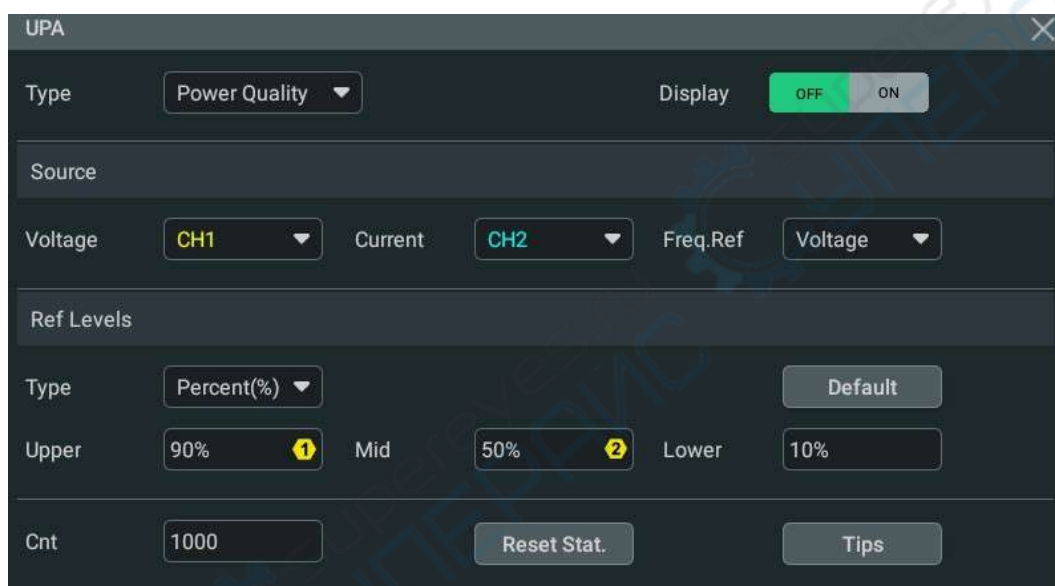 UPA
Type Power Quality Display OFF ON
Source
Voltage CH1 Current CH2 Freq.Ref Voltage
Ref Levels
Type Percent(%) Default
Upper 90% 1 Mid 50% 2 Lower 10%
Cnt 1000 Reset Stat. Tips